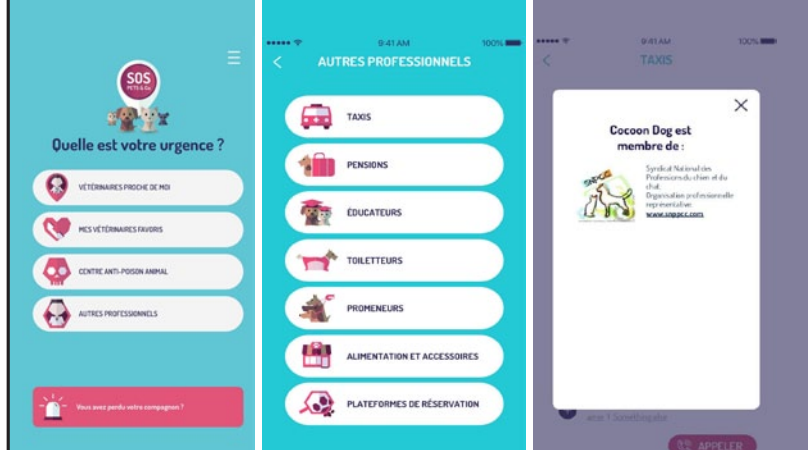 SOS
PETS & Co
Quelle est votre urgence ?
VÉTÉRINAIRES PROCHE DE MOI
MES VÉTÉRINAIRES FAVORIS
CENTRE ANTI-POISON ANIMAL
AUTRES PROFESSIONNELS
Vous avez perdu votre compagnon ?
9:41 AM
100%
AUTRES PROFESSIONNELS
TAXIS
PENSIONS
ÉDUCATEURS
TOILETTEURS
PROMENEURS
ALIMENTATION ET ACCESSOIRES
PLATEFORMES DE RÉSERVATION
9:41 AM
100%
TAXIS
Cocoon Dog est
membre de :
Syndicat National des
Professions du chien et du
chat.
Organisation professionnelle
représentative
www.snppcc.com
APPELER